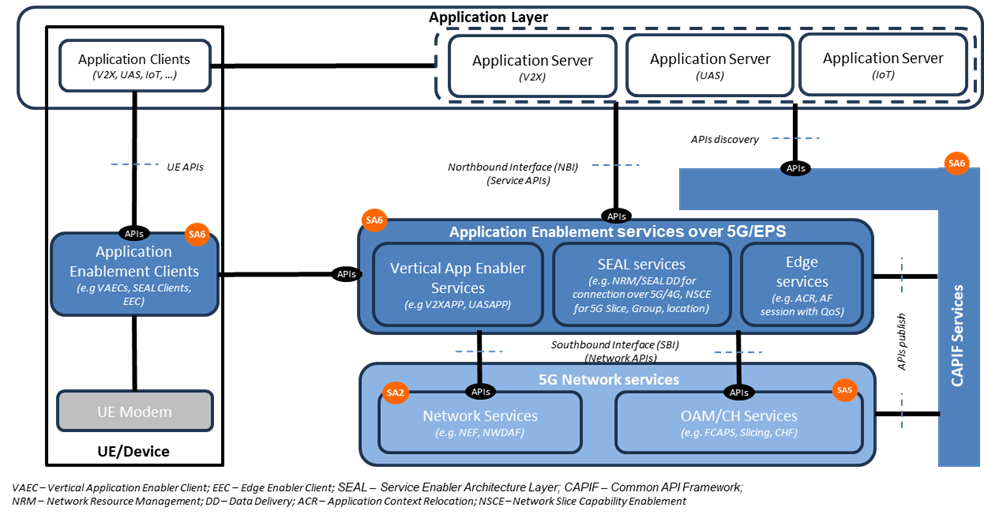 Application Layer
Application Clients
(V2X, UAS, IoT, ...)
Application Server
(V2X)
Application Server
(UAS)
Application Server
(IoT)
UE APIs
Northbound Interface (NBI)
(Service APIs)
APIs discovery
APIs
SA6
APIs
APIs
SA6
Application
Enablement Clients
(e.g VAECs, SEAL Clients,
EEC)
APIs
SA6
Application Enablement services over 5G/EPS
Vertical App Enabler
Services
(e.g V2XAPP, UASAPP)
SEAL services
(e.g. NRM/SEAL DD for
connection over 5G/4G, NSCE
for 5G Slice, Group, location)
Edge
services
(e.g. ACR, AF
session with QoS)
APIs publish
CAPIF Services
Southbound Interface (SBI)
(Network APIs)
5G Network services
SA2
APIs
Network Services
(e.g. NEF, NWDAF)
APIs
SA5
OAM/CH Services
(e.g. FCAPS, Slicing, CHF)
UE Modem
UE/Device
VAEC – Vertical Application Enabler Client; EEC – Edge Enabler Client; SEAL – Service Enabler Architecture Layer; CAPIF – Common API Framework;
NRM – Network Resource Management; DD – Data Delivery; ACR – Application Context Relocation; NSCE – Network Slice Capability Enablement